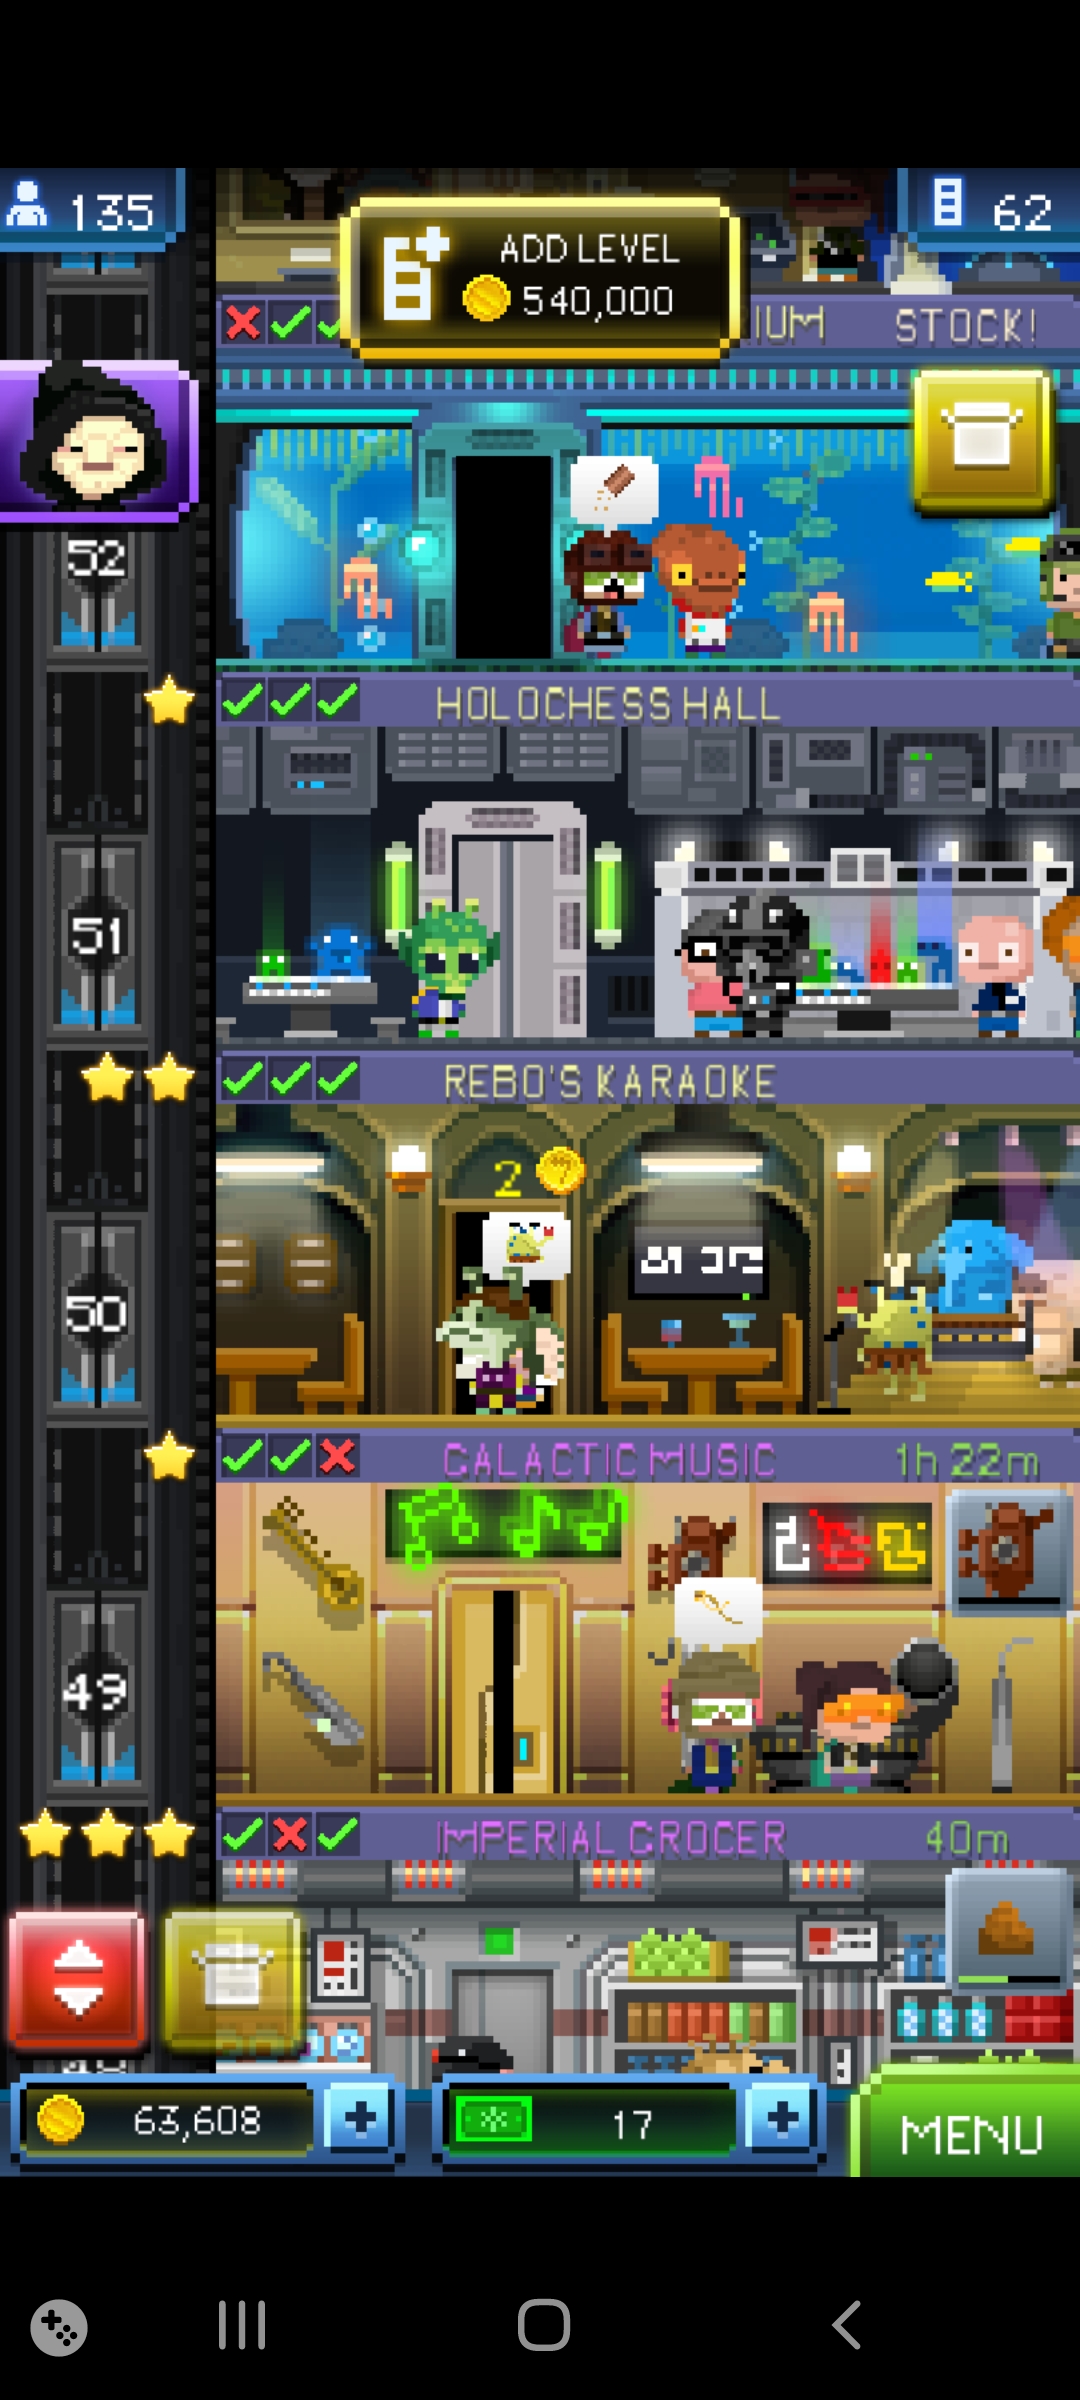 135
62
ADD LEVEL
540,000
IUM STOCK!
52
HOLOCHESS HALL
51
REBO'S KARAOKE
2
50
GALACTIC MUSIC 1h 22m
49
IMPERIAL GROCER 40m
63,608
17
MENU